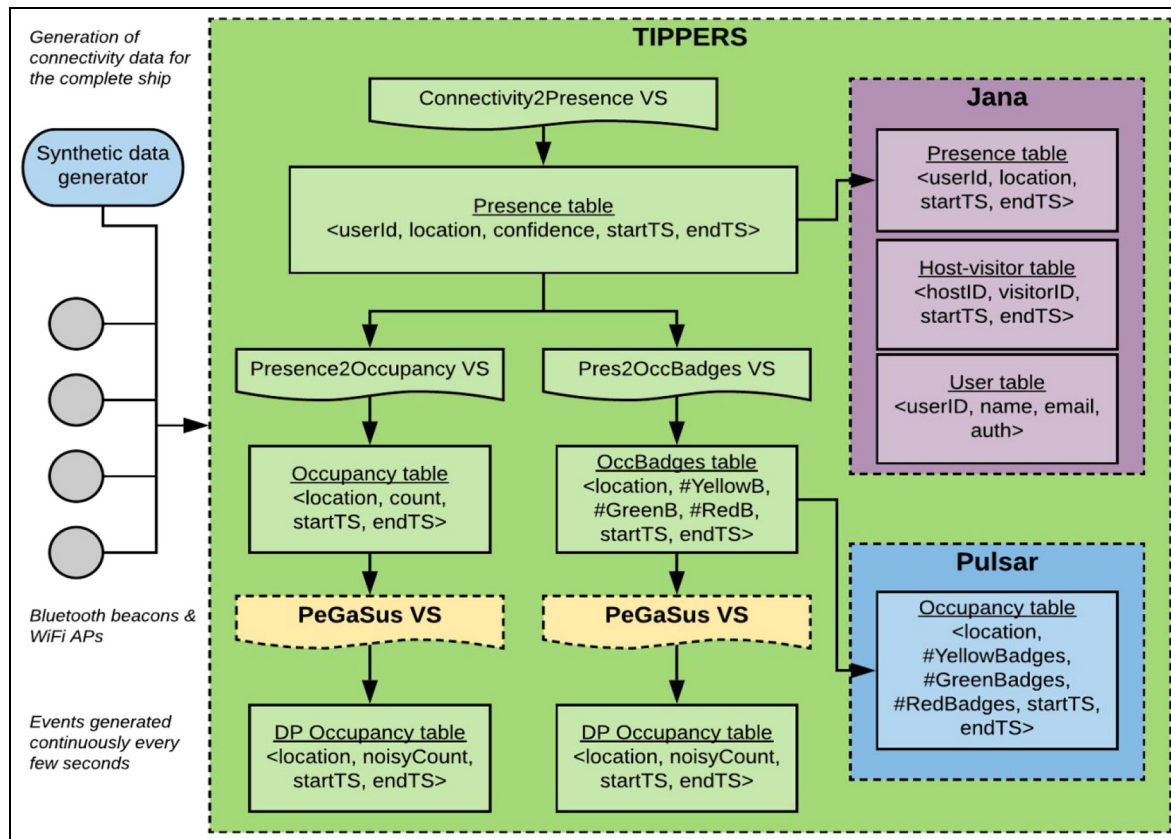 Generation of
connectivity data for
the complete ship
Synthetic data
generator
Bluetooth beacons &
WiFi APs
Events generated
continuously every
few seconds
TIPPERS
Connectivity2Presence VS
Presence table
<userId, location, confidence, startTS, endTS>
Presence2Occupancy VS
Pres2OccBadges VS
Occupancy table
<location, count,
startTS, endTS>
OccBadges table
<location, #YellowB,
#GreenB, #RedB,
startTS, endTS>
PeGaSus VS
PeGaSus VS
DP Occupancy table
<location, noisyCount,
startTS, endTS>
DP Occupancy table
<location, noisyCount,
startTS, endTS>
Jana
Presence table
<userId, location,
startTS, endTS>
Host-visitor table
<hostID, visitorID,
startTS, endTS>
User table
<userID, name, email,
auth>
Pulsar
Occupancy table
<location,
#YellowBadges,
#GreenBadges,
#RedBadges, startTS,
endTS>